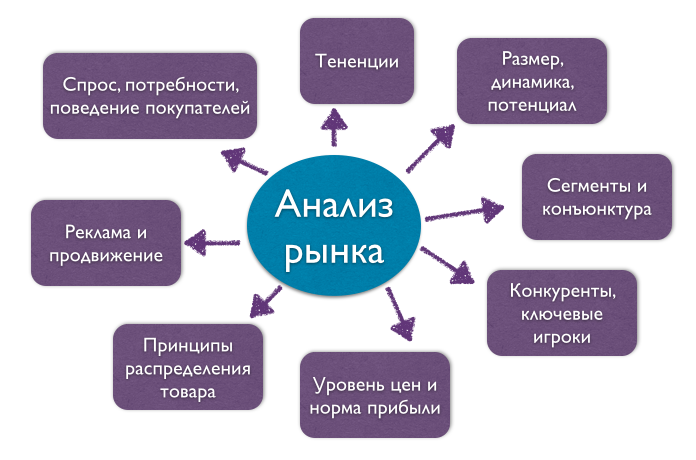 Тененции
Размер,
динамика,
потенциал
Спрос, потребности,
поведение покупателей
Анализ
рынка
Сегменты и
конъюнктура
Реклама и
продвижение
Конкуренты,
ключевые
игроки
Принципы
распределения
товара
Уровень цен и
норма прибыли